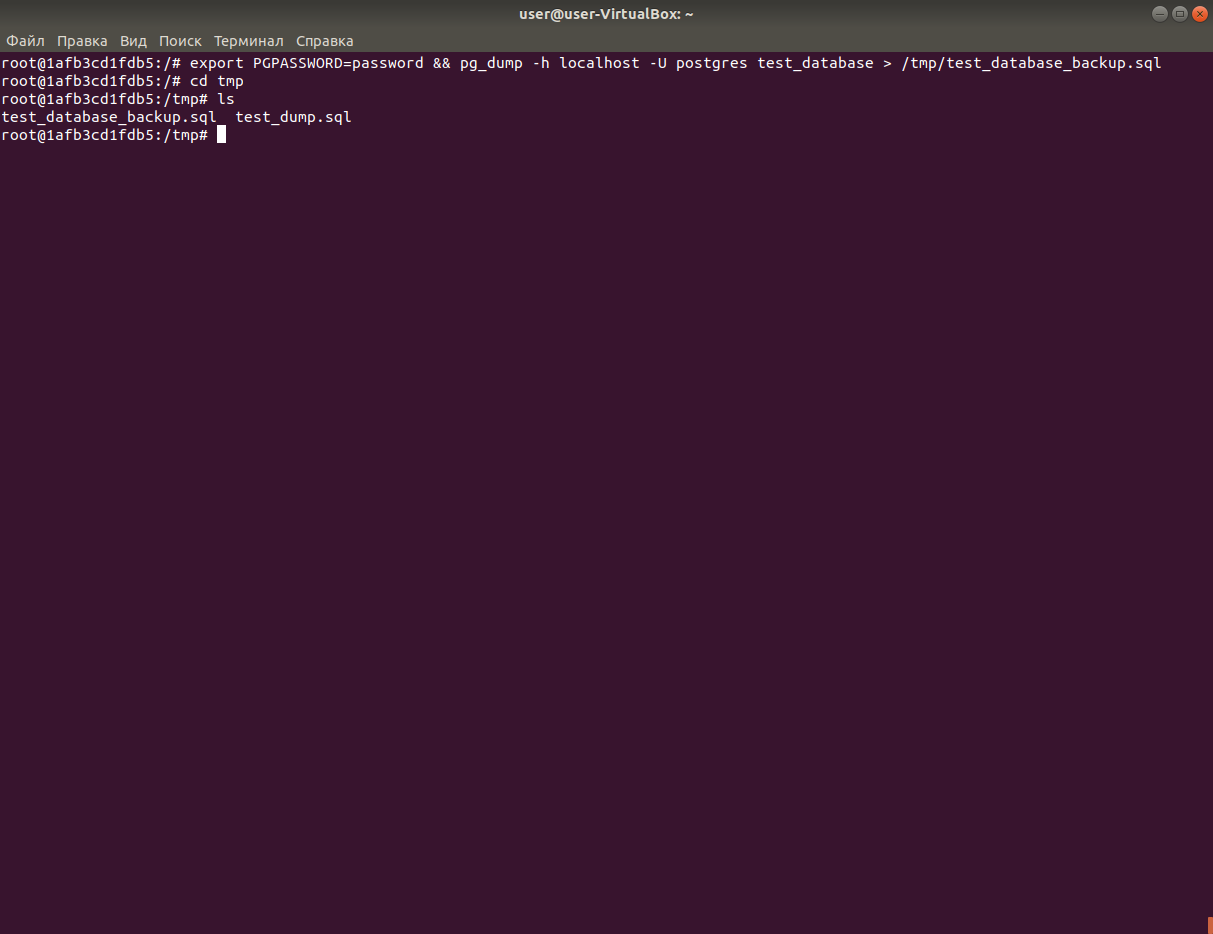 user@user-VirtualBox: ~
Файл Правка Вид Поиск Терминал Справка
root@1afb3cd1fdb5:/# export PGPASSWORD=password && pg_dump -h localhost -U postgres test_database > /tmp/test_database_backup.sql
root@1afb3cd1fdb5:/# cd tmp
root@1afb3cd1fdb5:/tmp# ls
test_database_backup.sql  test_dump.sql
root@1afb3cd1fdb5:/tmp#